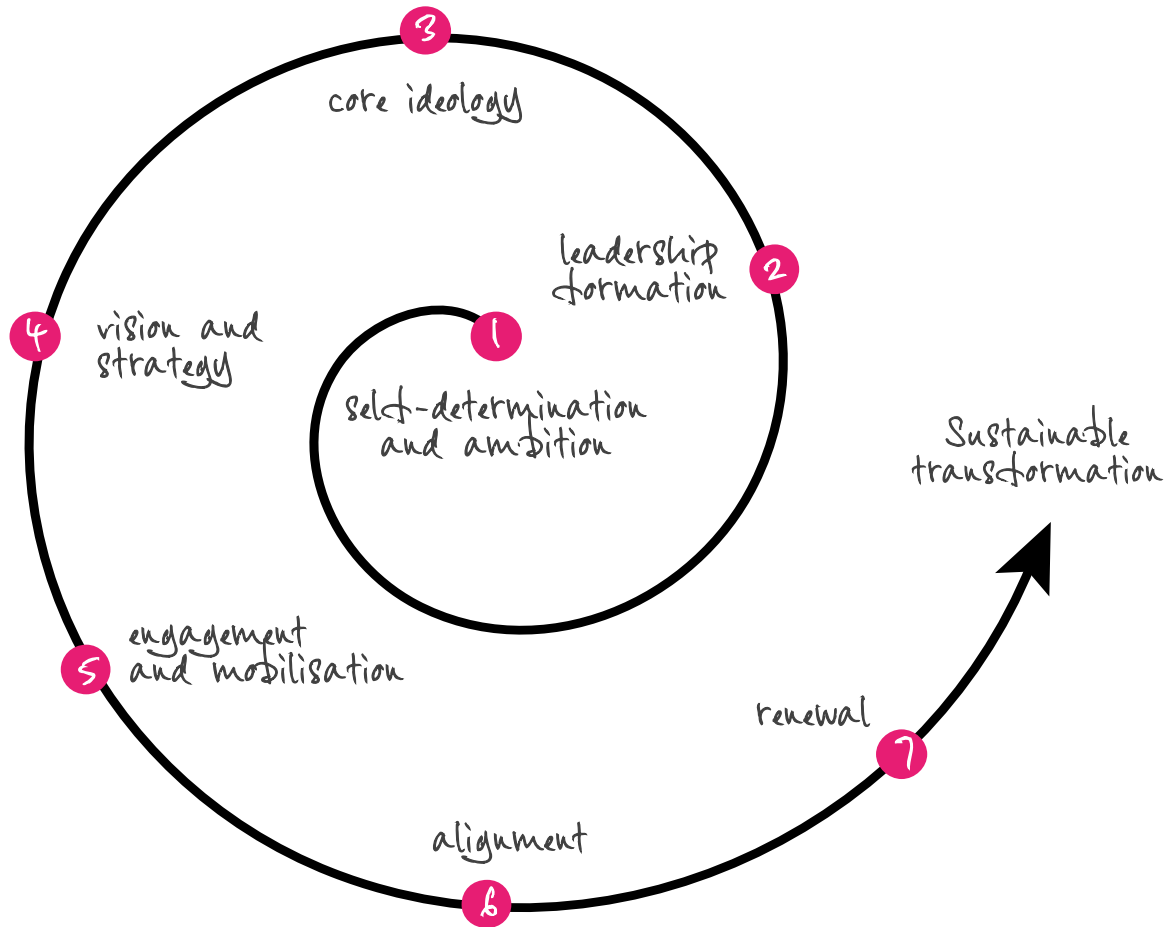 3
core ideology
leadership
formation
2
4
vision and
strategy
1
self-determination
and ambition
Sustainable
transformation
5
engagement
and mobilisation
renewal
7
alignment
6